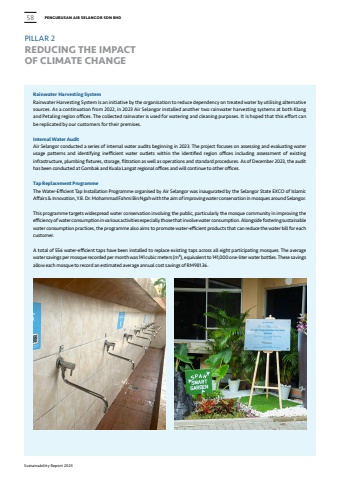 58 PENGURUSAN AIR SELANGOR SDN BHD
PILLAR 2
REDUCING THE IMPACT
OF CLIMATE CHANGE
Rainwater Harvesting System
Rainwater Harvesting System is an initiative by the organisation to reduce dependency on treated water by utilising alternative
sources. As a continuation from 2022, in 2023 Air Selangor installed another two rainwater harvesting systems at both Klang
and Petaling region offices. The collected rainwater is used for watering and cleaning purposes. It is hoped that this effort can
be replicated by our customers for their premises.
Internal Water Audit
Air Selangor conducted a series of internal water audits beginning in 2023. The project focuses on assessing and evaluating water
usage patterns and identifying inefficient water outlets within the identified region offices including assessment of existing
infrastructure, plumbing fixtures, storage, filtration as well as operations and standard procedures. As of December 2023, the audit
has been conducted at Gombak and Kuala Langat regional offices and will continue to other offices.
Tap Replacement Programme
The Water-Efficient Tap Installation Programme organised by Air Selangor was inaugurated by the Selangor State EXCO of Islamic
Affairs & Innovation, Y.B. Dr. Mohammad Fahmi Bin Ngah with the aim of improving water conservation in mosques around Selangor.
This programme targets widespread water conservation involving the public, particularly the mosque community in improving the
efficiency of water consumption in various activities especially those that involve water consumption. Alongside fostering sustainable
water consumption practices, the programme also aims to promote water-efficient products that can reduce the water bill for each
customer.
A total of 556 water-efficient taps have been installed to replace existing taps across all eight participating mosques. The average
water savings per mosque recorded per month was 141 cubic meters (m³), equivalent to 141,000 one-liter water bottles. These savings
allow each mosque to record an estimated average annual cost savings of RM981.36.
SPAN
SMART
GARDEN
Sustainability Report 2023